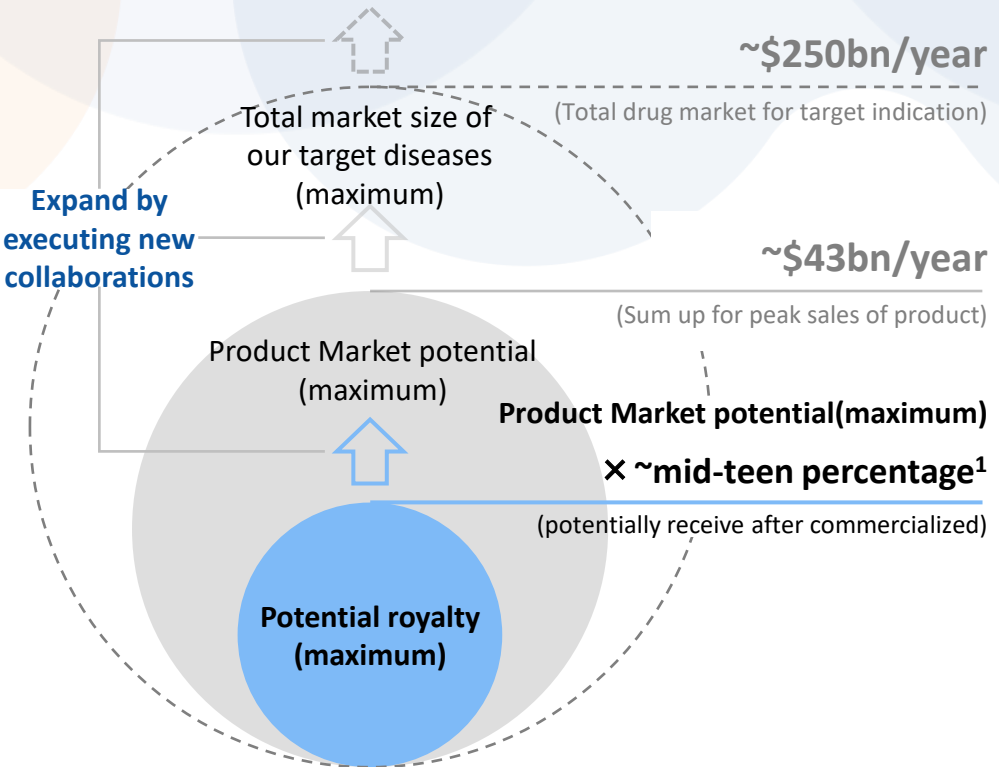 ~$250bn/year
(Total drug market for target indication)
Total market size of
our target diseases
(maximum)
Expand by
executing new
collaborations
~$43bn/year
(Sum up for peak sales of product)
Product Market potential
(maximum)
Product Market potential(maximum)
× ~mid-teen percentage¹
(potentially receive after commercialized)
Potential royalty
(maximum)